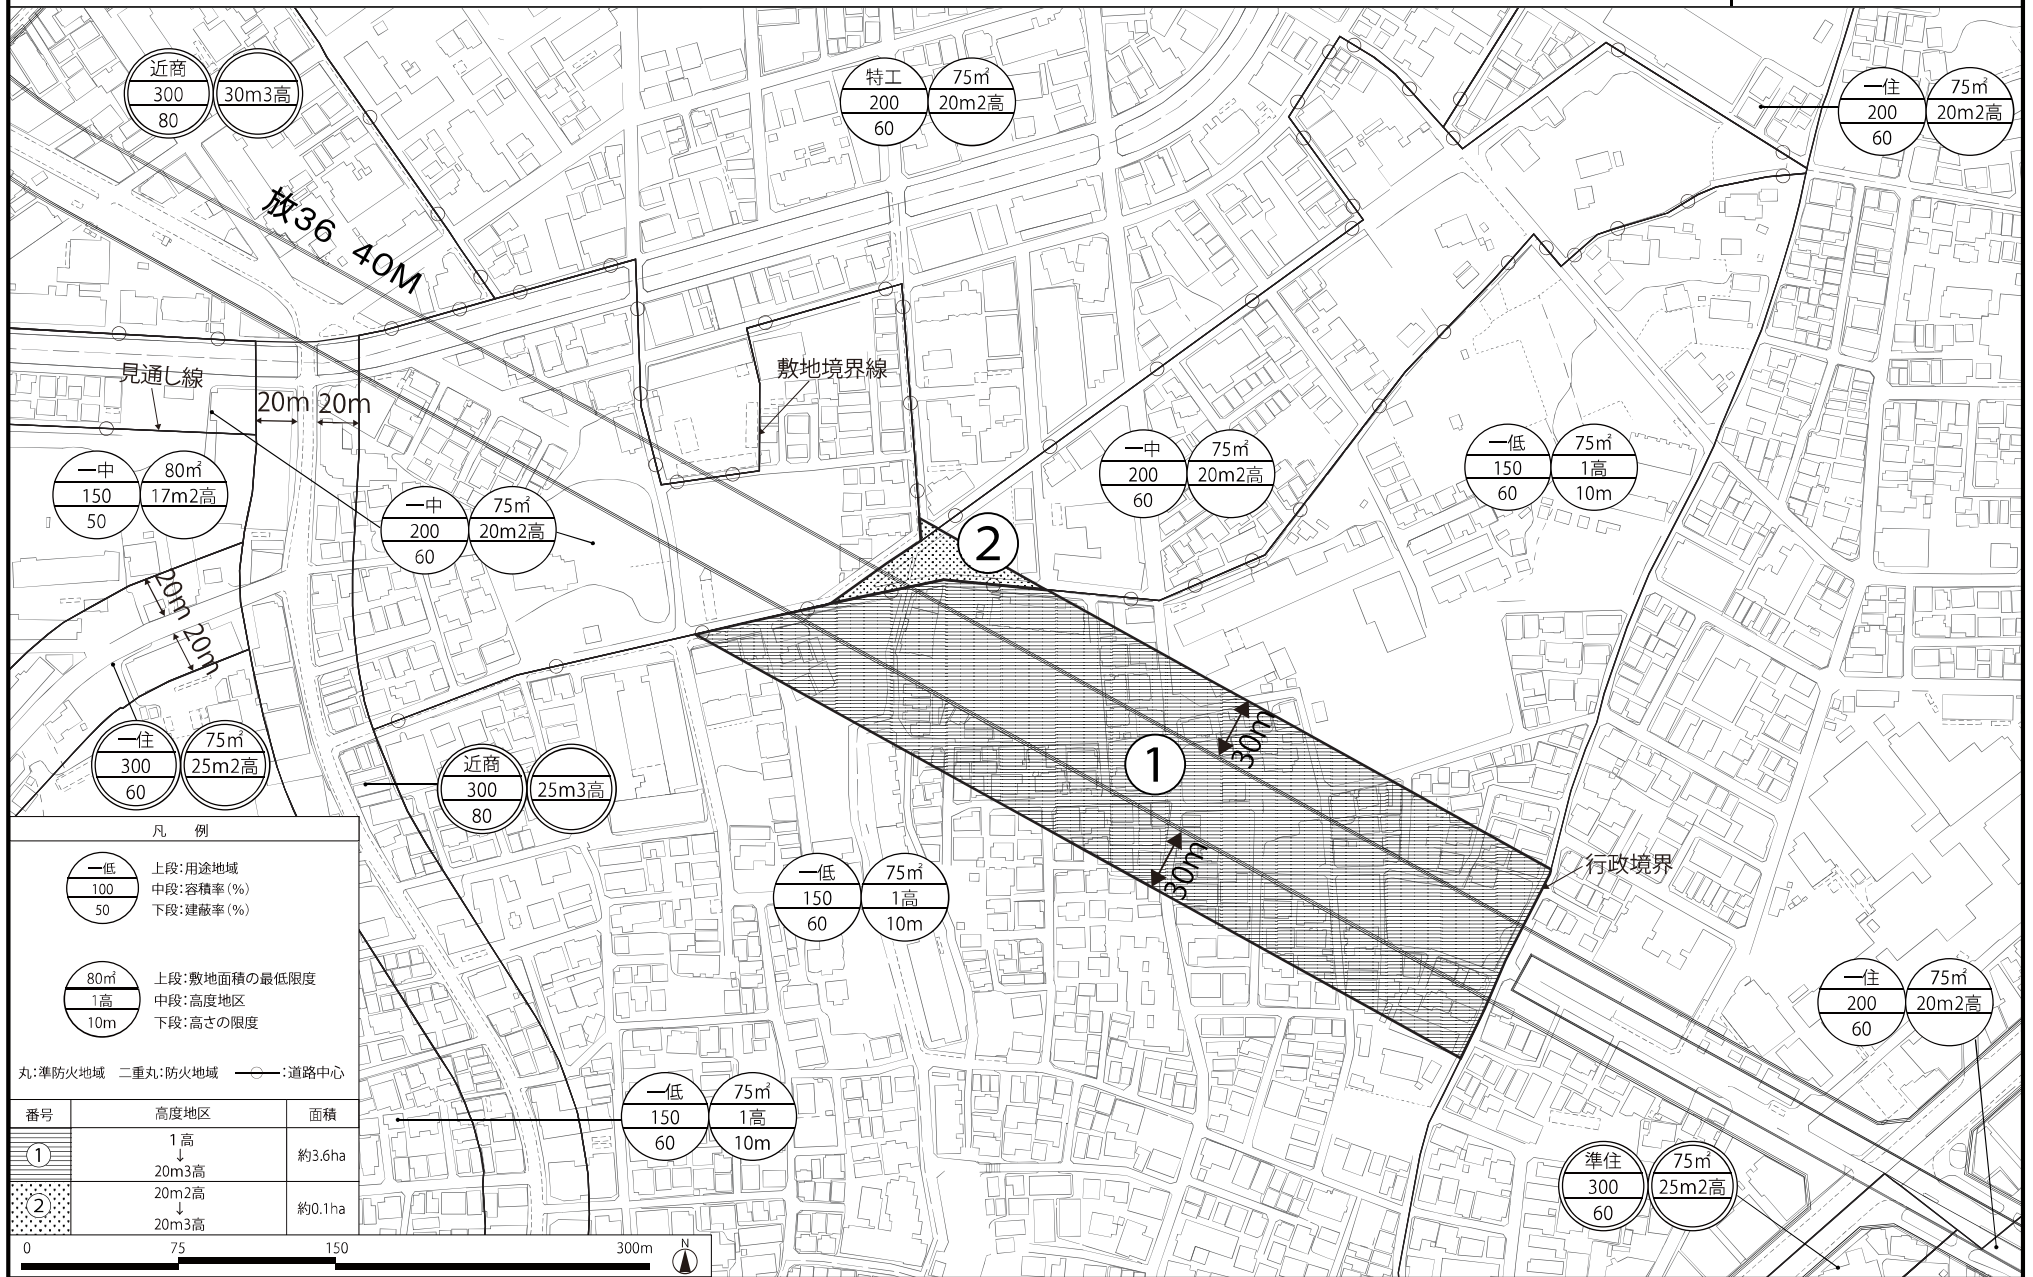 近商
300
80
30m3高
特工
200
60
75㎡
20m2高
一住
200
60
75㎡
20m2高
放36 40M
見通し線
20m
20m
敷地境界線
一中
150
50
80㎡
17m2高
一中
200
60
75㎡
20m2高
②
一中
200
60
75㎡
20m2高
一低
150
60
75㎡
1高
10m
20m
20m
一住
300
60
75㎡
25m2高
近商
300
80
25m3高
30m
①
30m
行政境界
一低
150
60
75㎡
1高
10m
一住
200
60
75㎡
20m2高
一低
150
60
75㎡
1高
10m
準住
300
60
75㎡
25m2高
凡 例
一低
100
50
上段:用途地域
中段:容積率(%)
下段:建蔽率(%)
80㎡
1高
10m
上段:敷地面積の最低限度
中段:高度地区
下段:高さの限度
丸:準防火地域 二重丸:防火地域 :道路中心
番号 高度地区 面積
① 1高 ↓ 20m3高 約3.6ha
② 20m2高 ↓ 20m3高 約0.1ha
0 75 150 300m
N